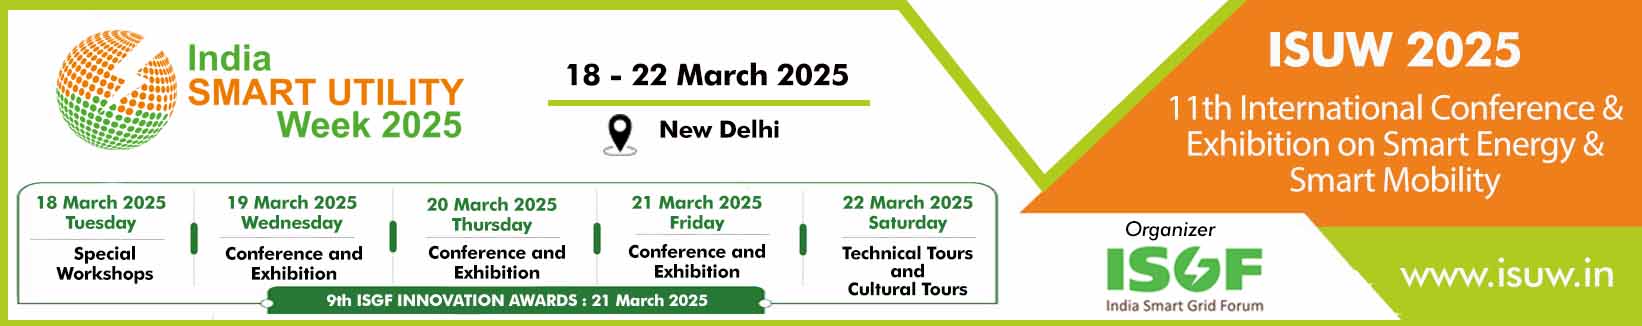 India
SMART UTILITY
Week 2025
18 - 22 March 2025
New Delhi
18 March 2025
Tuesday
Special
Workshops
19 March 2025
Wednesday
Conference and
Exhibition
20 March 2025
Thursday
Conference and
Exhibition
21 March 2025
Friday
Conference and
Exhibition
22 March 2025
Saturday
Technical Tours
and
Cultural Tours
9th ISGF INNOVATION AWARDS : 21 March 2025
ISUW 2025
11th International Conference &
Exhibition on Smart Energy &
Smart Mobility
Organizer
ISGF
India Smart Grid Forum
www.isuw.in